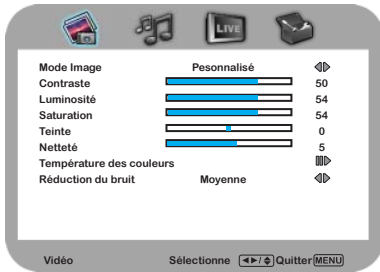 LIVE
Mode Image Pesonnalisé
Contraste 50
Luminosité 54
Saturation 54
Teinte 0
Netteté 5
Température des couleurs
Réduction du bruit Moyenne
Vidéo Sélectionne ◄►/♦ Quitter MENU